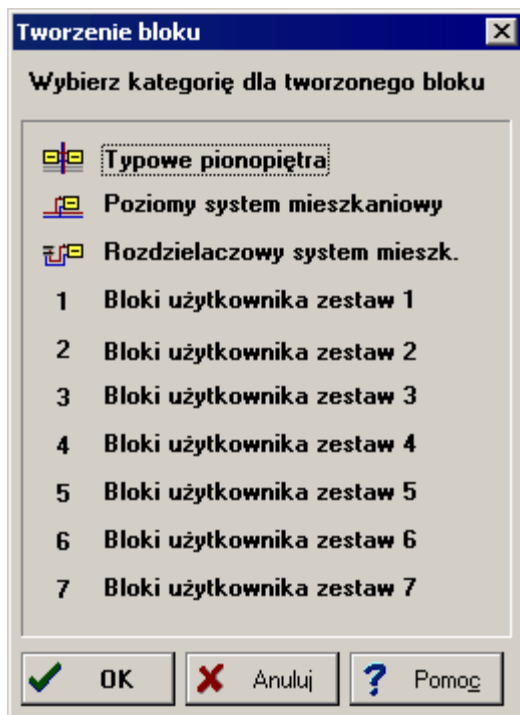 Tworzenie bloku
Wybierz kategorię dla tworzonego bloku
Typowe pionopiętra
Poziomy system mieszkaniowy
Rozdzielaczowy system mieszk.
1 Bloki użytkownika zestaw 1
2 Bloki użytkownika zestaw 2
3 Bloki użytkownika zestaw 3
4 Bloki użytkownika zestaw 4
5 Bloki użytkownika zestaw 5
6 Bloki użytkownika zestaw 6
7 Bloki użytkownika zestaw 7
OK Anuluj ? Pomoc